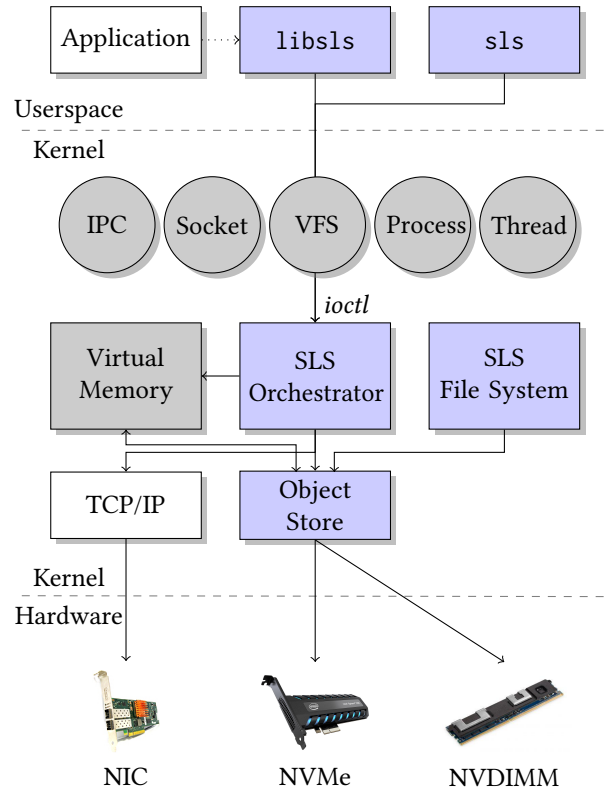 Application
libsls
sls
Userspace
Kernel
IPC
Socket
VFS
Process
Thread
ioctl
Virtual
Memory
SLS
Orchestrator
SLS
File System
TCP/IP
Object
Store
Kernel
Hardware
NIC
NVMe
NVDIMM